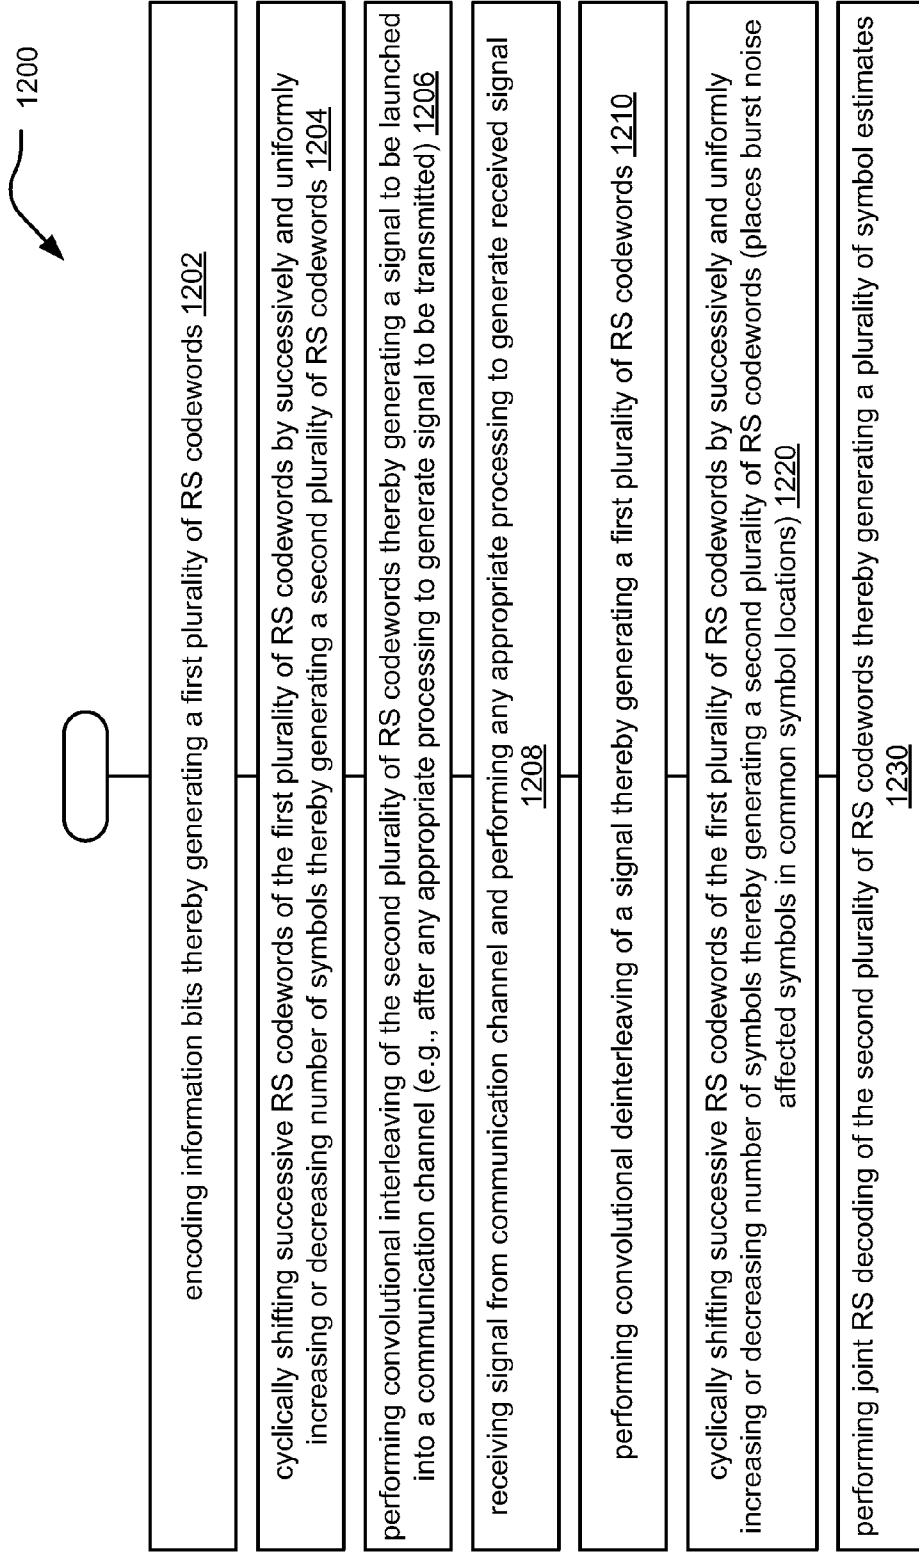 1200
encoding information bits thereby generating a first plurality of RS codewords 1202
cyclically shifting successive RS codewords of the first plurality of RS codewords by successively and uniformly
increasing or decreasing number of symbols thereby generating a second plurality of RS codewords 1204
performing convolutional interleaving of the second plurality of RS codewords thereby generating a signal to be launched
into a communication channel (e.g., after any appropriate processing to generate signal to be transmitted) 1206
receiving signal from communication channel and performing any appropriate processing to generate received signal
1208
performing convolutional deinterleaving of a signal thereby generating a first plurality of RS codewords 1210
cyclically shifting successive RS codewords of the first plurality of RS codewords by successively and uniformly
increasing or decreasing number of symbols thereby generating a second plurality of RS codewords (places burst noise
affected symbols in common symbol locations) 1220
performing joint RS decoding of the second plurality of RS codewords thereby generating a plurality of symbol estimates
1230